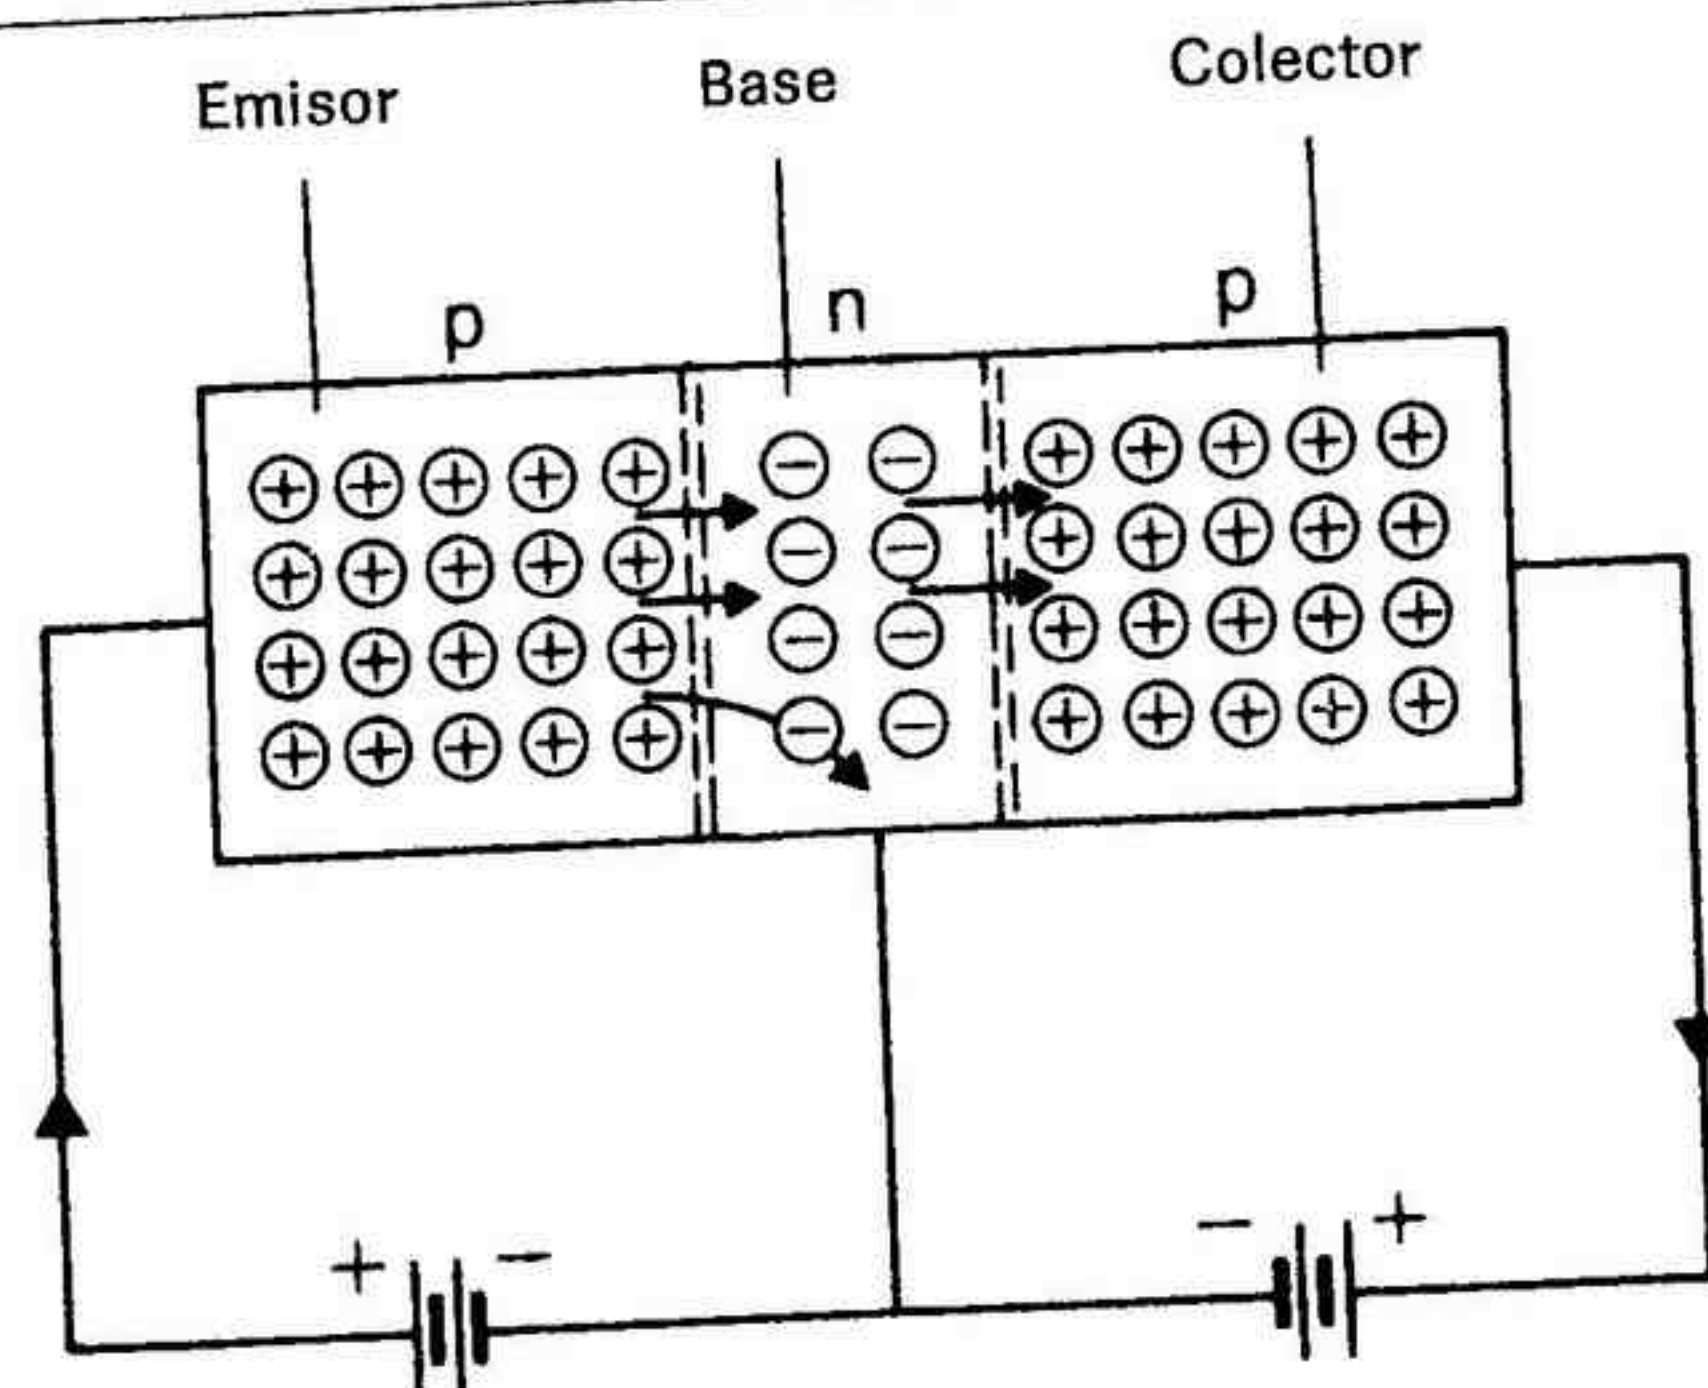 Emisor Base Colector
p n p
+ + + + + − − + + + + +
+ + + + + − − + + + + +
+ + + + + − − + + + + +
+ + + + + − − + + + + +
+ − − +